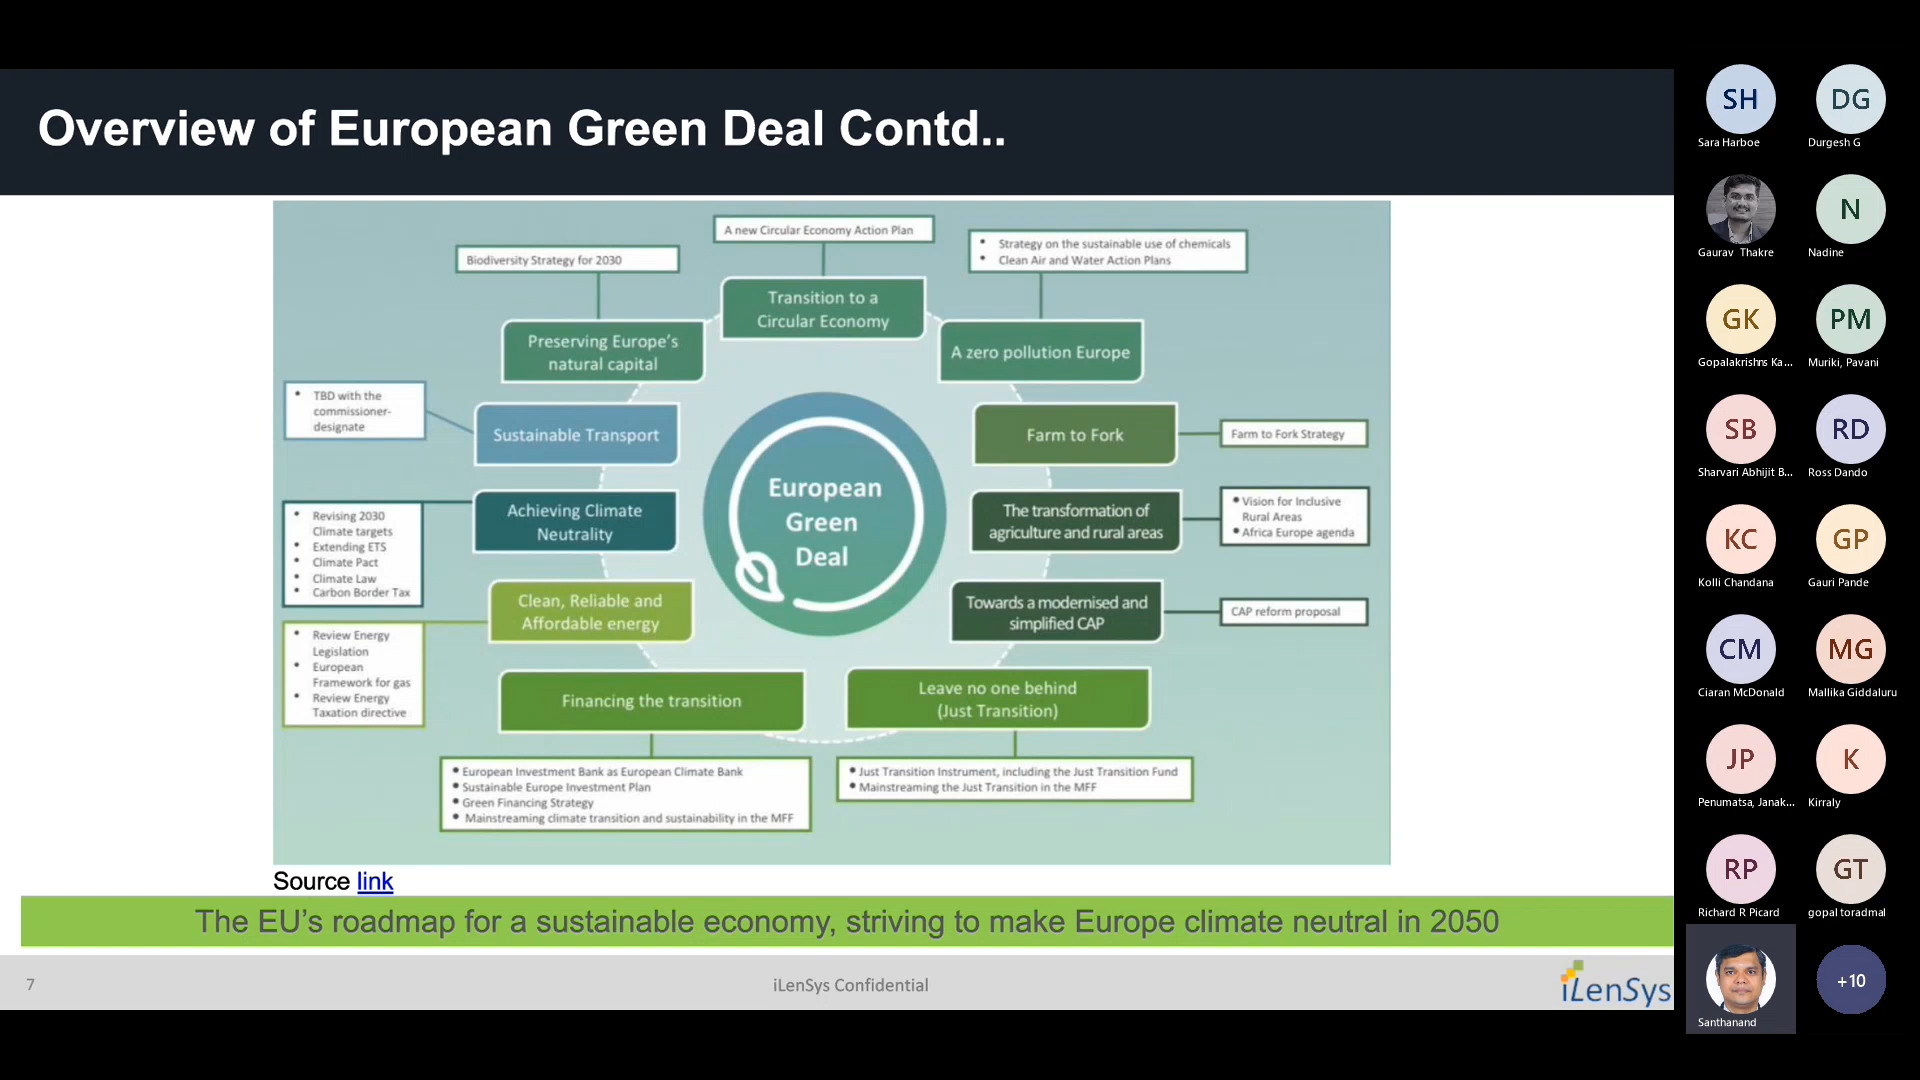 Overview of European Green Deal Contd..
A new Circular Economy Action Plan
Biodiversity Strategy for 2030
• Strategy on the sustainable use of chemicals
• Clean Air and Water Action Plans
Transition to a
Circular Economy
Preserving Europe's
natural capital
A zero pollution Europe
• TBD with the
commissioner-
designate
Sustainable Transport
Farm to Fork
Farm to Fork Strategy
European
Green
Deal
Achieving Climate
Neutrality
• Revising 2030
Climate targets
• Extending ETS
• Climate Pact
• Climate Law
• Carbon Border Tax
The transformation of
agriculture and rural areas
• Vision for Inclusive
Rural Areas
• Africa Europe agenda
Clean, Reliable and
Affordable energy
• Review Energy
Legislation
• European
Framework for gas
• Review Energy
Taxation directive
Towards a modernised and
simplified CAP
CAP reform proposal
Financing the transition
Leave no one behind
(Just Transition)
• European Investment Bank as European Climate Bank
• Sustainable Europe Investment Plan
• Green Financing Strategy
• Mainstreaming climate transition and sustainability in the MFF
• Just Transition Instrument, including the Just Transition Fund
• Mainstreaming the Just Transition in the MFF
Source link
The EU's roadmap for a sustainable economy, striving to make Europe climate neutral in 2050
7
iLenSys Confidential
iLenSys
SH
Sara Harboe
DG
Durgesh G
Gaurav Thakre
N
Nadine
GK
Gopalakrishns Ka...
PM
Muriki, Pavani
SB
Sharvari Abhijit B...
RD
Ross Dando
KC
Kolli Chandana
GP
Gauri Pande
CM
Ciaran McDonald
MG
Mallika Giddaluru
JP
Penumatsa, Janak...
K
Kirraly
RP
Richard R Picard
GT
gopal toradmal
Santhanand
+10